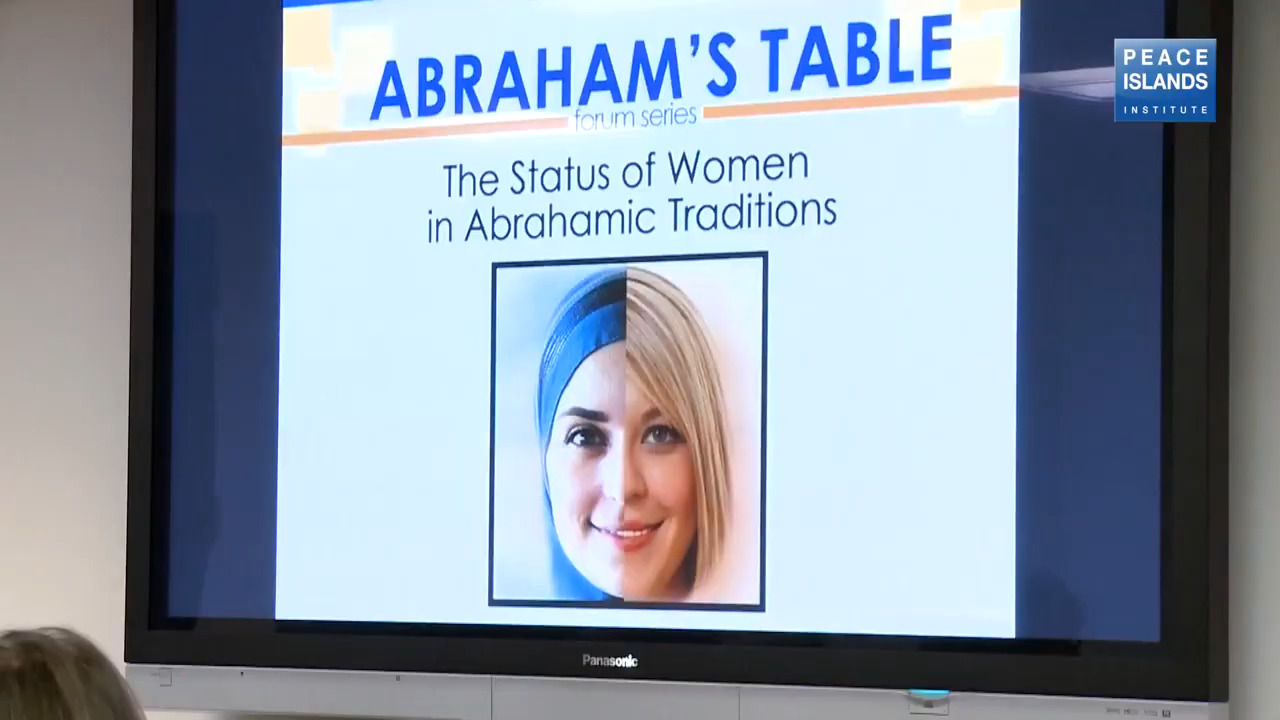 ABRAHAM'S TABLE
forum series
The Status of Women
in Abrahamic Traditions
PEACE
ISLANDS
INSTITUTE
Panasonic